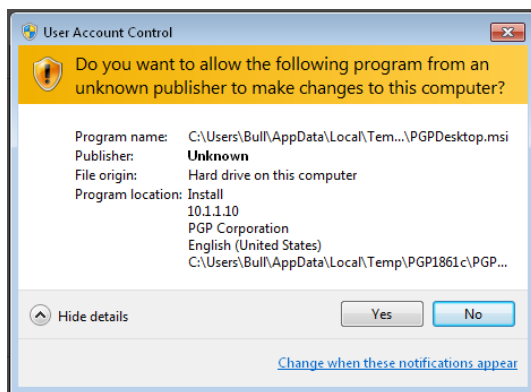 User Account Control
Do you want to allow the following program from an
unknown publisher to make changes to this computer?
Program name: C:\Users\Bull\AppData\Local\Tem...\PGPDesktop.msi
Publisher: Unknown
File origin: Hard drive on this computer
Program location: Install
10.1.1.10
PGP Corporation
English (United States)
C:\Users\Bull\AppData\Local\Temp\PGP1861c\PGP...
Hide details
Yes
No
Change when these notifications appear